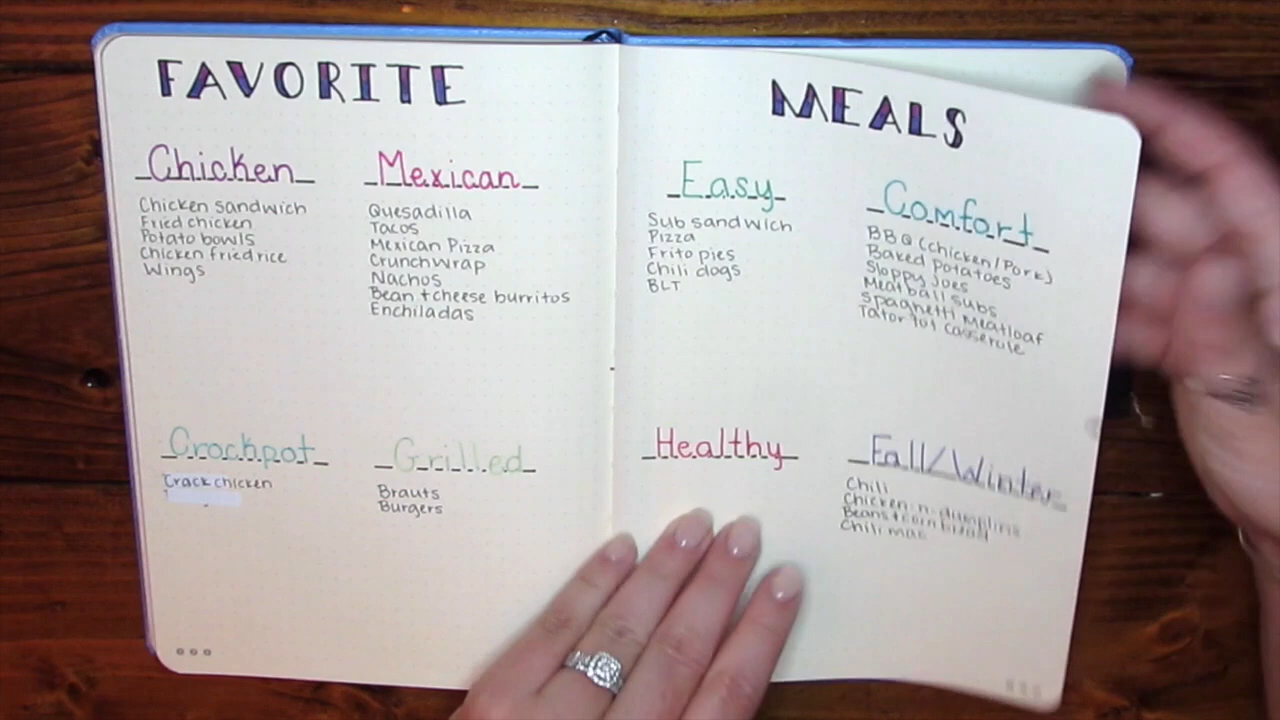 FAVORITE
MEALS
Chicken
Chicken sandwich
Fried chicken
Potato bowls
Chicken fried rice
Wings
Mexican
Quesadilla
Tacos
Mexican Pizza
Crunchwrap
Nachos
Bean + cheese burritos
Enchiladas
Crockpot
Crack chicken
Grilled
Brauts
Burgers
Easy
Sub sandwich
Pizza
Frito pies
Chili dogs
BLT
Comfort
BBQ (chicken/Pork)
Baked potatoes
Sloppy Joes
Meatball subs
Spaghetti Meatloaf
Tator tot casserole
Healthy
Fall/Winter
Chili
Chicken-n-dumplins
Beans + cornbread
Chili mac